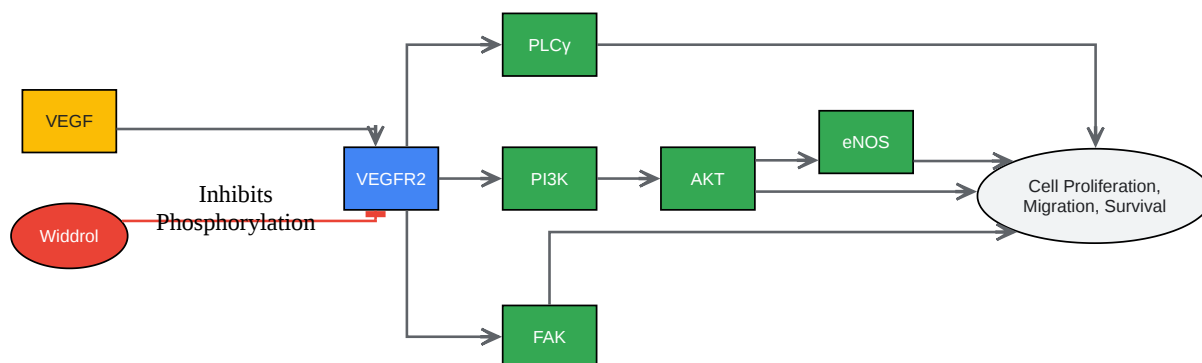 PLCγ
VEGF
eNOS
VEGFR2
PI3K
AKT
Cell Proliferation,
Migration, Survival
Inhibits
Phosphorylation
Widdrol
FAK